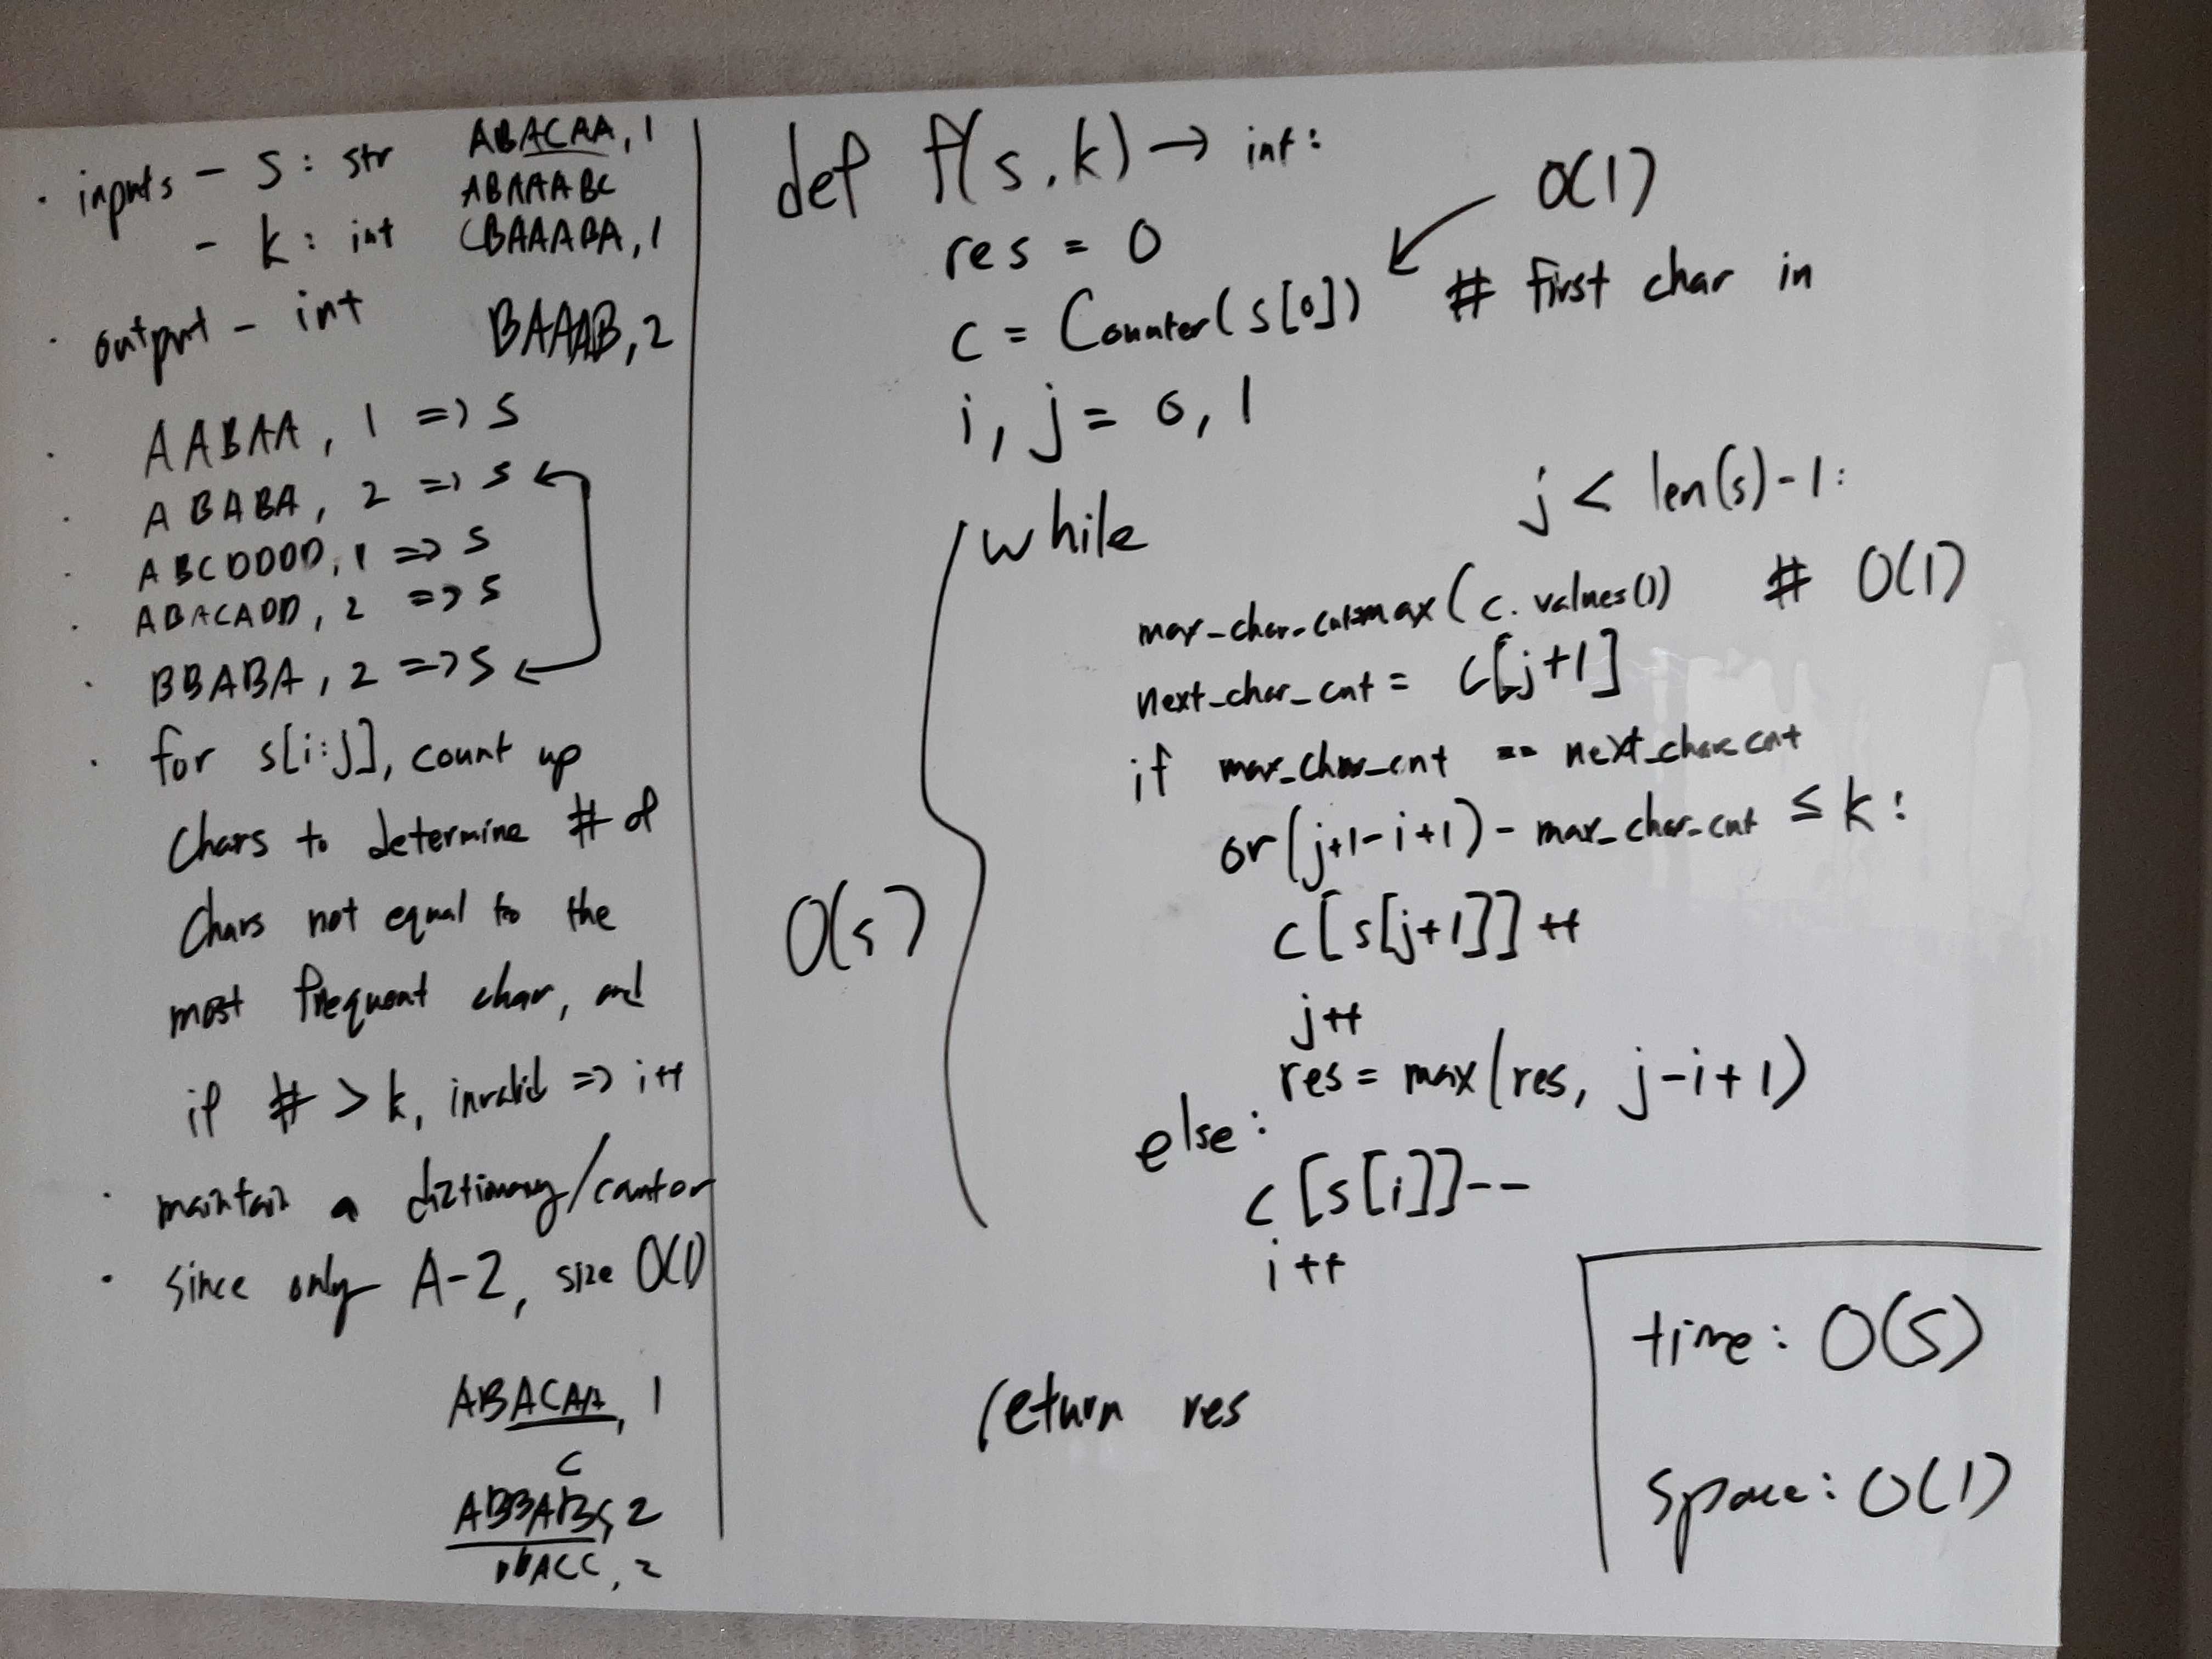 · inputs - s : str
- k : int
· output - int
ABACAA, 1
ABAAABC
CBAAABA, 1
BAAAB, 2
· AABAA, 1 => 5
· ABABA, 2 => 5
· ABCDDDD, 1 => 5
· ABACADD, 2 => 5
· BBABA, 2 => 5
· for s[i:j], count up
chars to determine # of
chars not equal to the
most frequent char, and
if # > k, invalid => i++
· maintain a dictionary/counter
· since only A-Z, size O(1)
ABACAA, 1
C
2
ACC, 2
def f(s, k) → int:
res = 0
c = Counter(s[0]) # first char in
O(1)
i, j = 0, 1
while j < len(s)-1:
max_char_cnt=max(c.values()) # O(1)
next_char_cnt = c[j+1]
if max_char_cnt == next_char_cnt
or (j+1-i+1) - max_char_cnt ≤ k:
c[s[j+1]]++
j++
res = max(res, j-i+1)
else:
c[s[i]]--
i++
O(s)
return res
time: O(S)
space: O(1)